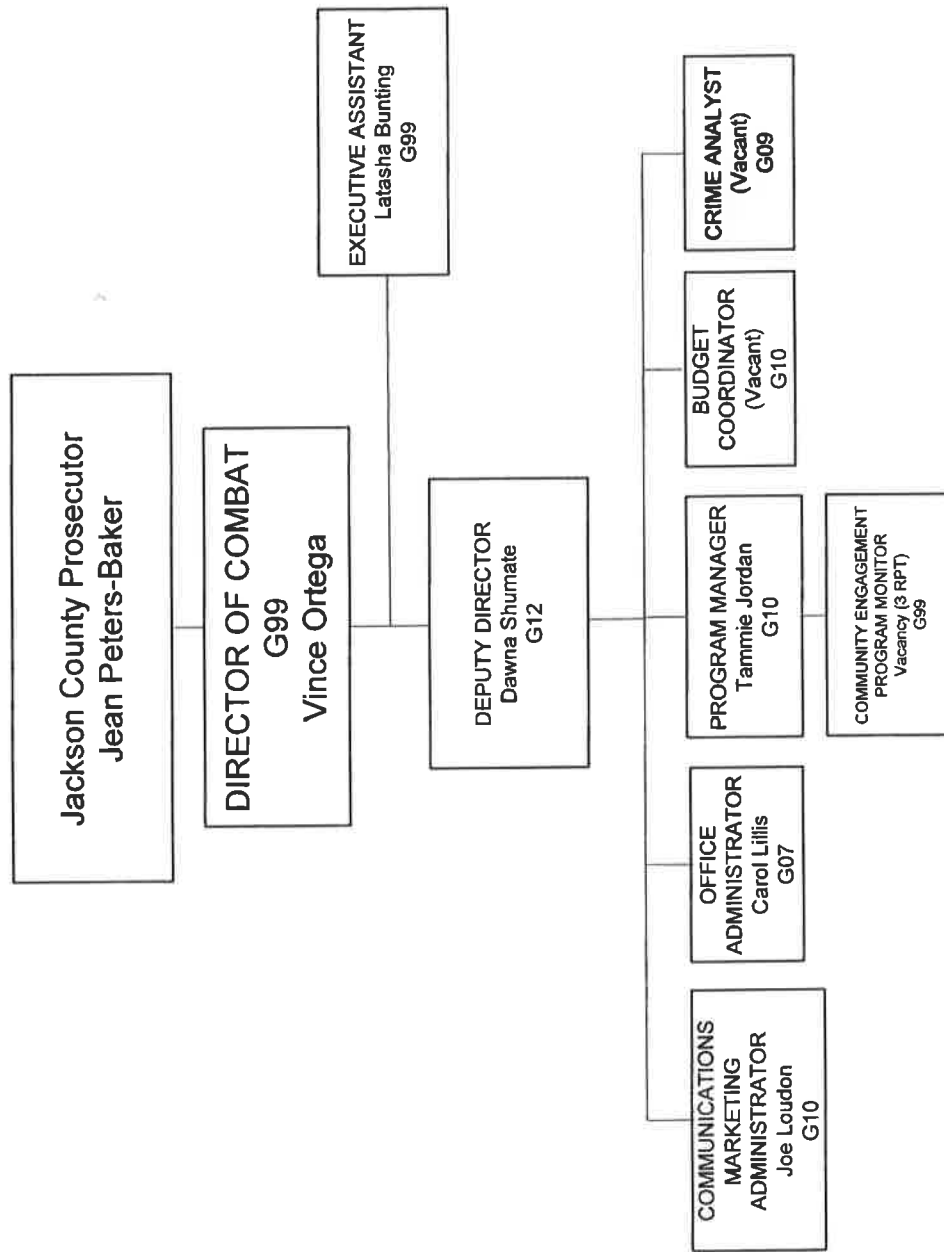 Jackson County Prosecutor
Jean Peters-Baker
DIRECTOR OF COMBAT
G99
Vince Ortega
EXECUTIVE ASSISTANT
Latasha Bunting
G99
DEPUTY DIRECTOR
Dawna Shumate
G12
COMMUNICATIONS
MARKETING
ADMINISTRATOR
Joe Loudon
G10
OFFICE
ADMINISTRATOR
Carol Lillis
G07
PROGRAM MANAGER
Tammie Jordan
G10
BUDGET
COORDINATOR
(Vacant)
G10
CRIME ANALYST
(Vacant)
G09
COMMUNITY ENGAGEMENT
PROGRAM MONITOR
Vacancy (3 RPT)
G99